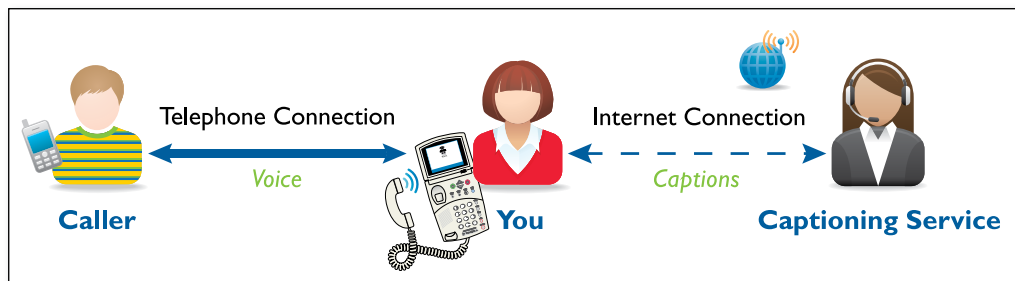 Telephone Connection
Voice
Caller
You
Internet Connection
Captions
Captioning Service